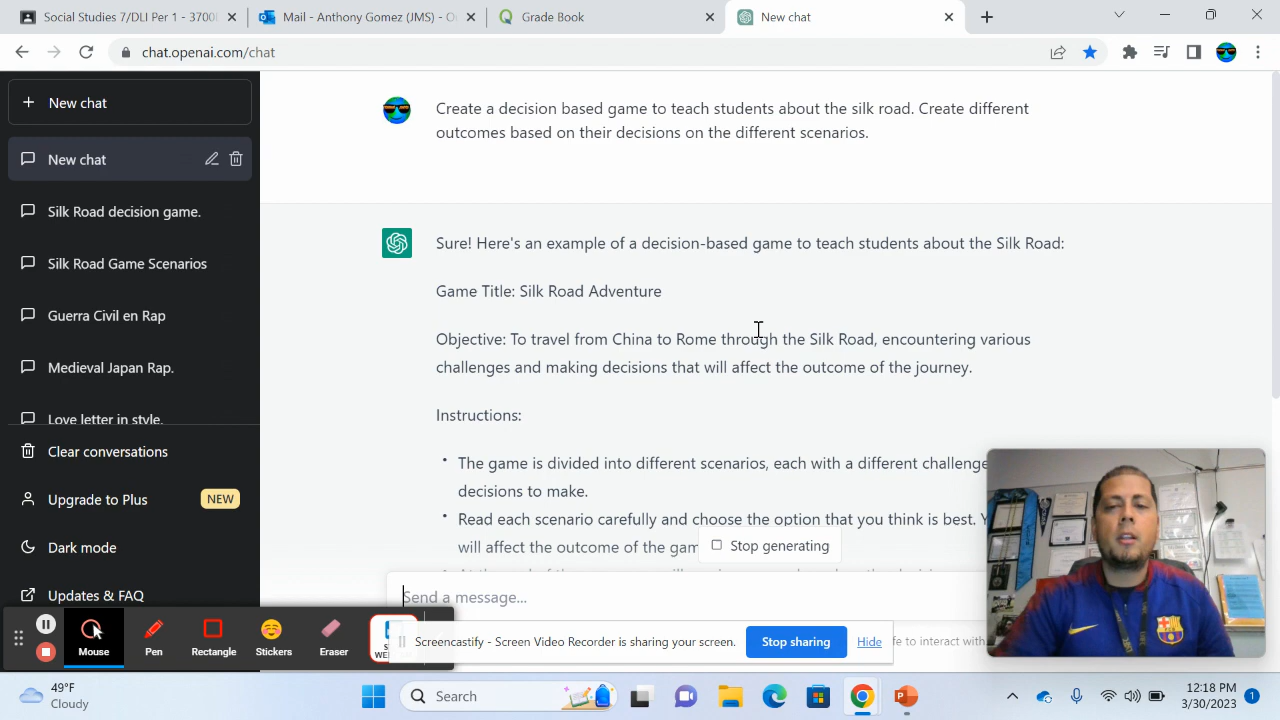 Social Studies 7/DLI Per 1 - 3700
Mail - Anthony Gomez (JMS) - O
Grade Book
New chat
chat.openai.com/chat
New chat
New chat
Silk Road decision game.
Silk Road Game Scenarios
Guerra Civil en Rap
Medieval Japan Rap.
Love letter in style.
Clear conversations
Upgrade to Plus
NEW
Dark mode
Updates & FAQ
Create a decision based game to teach students about the silk road. Create different
outcomes based on their decisions on the different scenarios.
Sure! Here's an example of a decision-based game to teach students about the Silk Road:
Game Title: Silk Road Adventure
Objective: To travel from China to Rome through the Silk Road, encountering various
challenges and making decisions that will affect the outcome of the journey.
Instructions:
The game is divided into different scenarios, each with a different challenge
decisions to make.
Read each scenario carefully and choose the option that you think is best.
will affect the outcome of the gam
Stop generating
Send a message...
Mouse
Pen
Rectangle
Stickers
Eraser
Screencastify - Screen Video Recorder is sharing your screen.
Stop sharing
Hide
fe to interact with
49°F
Cloudy
Search
12:18 PM
3/30/2023